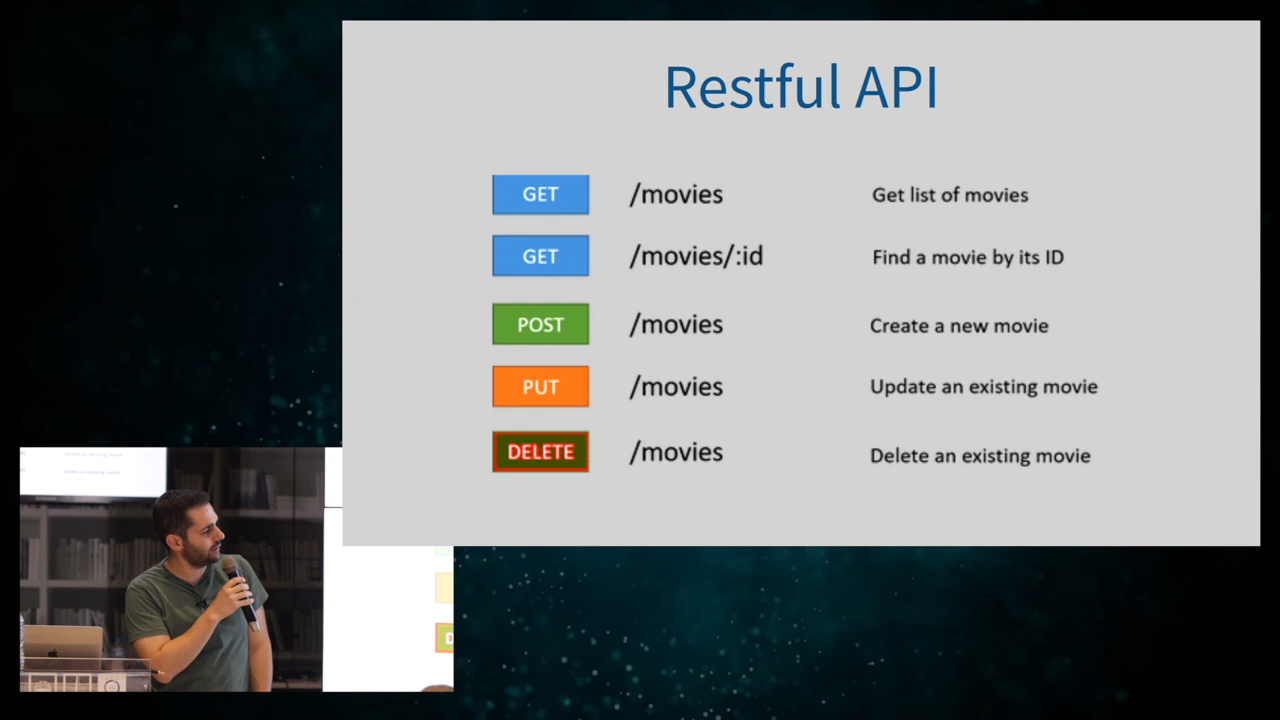 Restful API
GET /movies Get list of movies
GET /movies/:id Find a movie by its ID
POST /movies Create a new movie
PUT /movies Update an existing movie
DELETE /movies Delete an existing movie